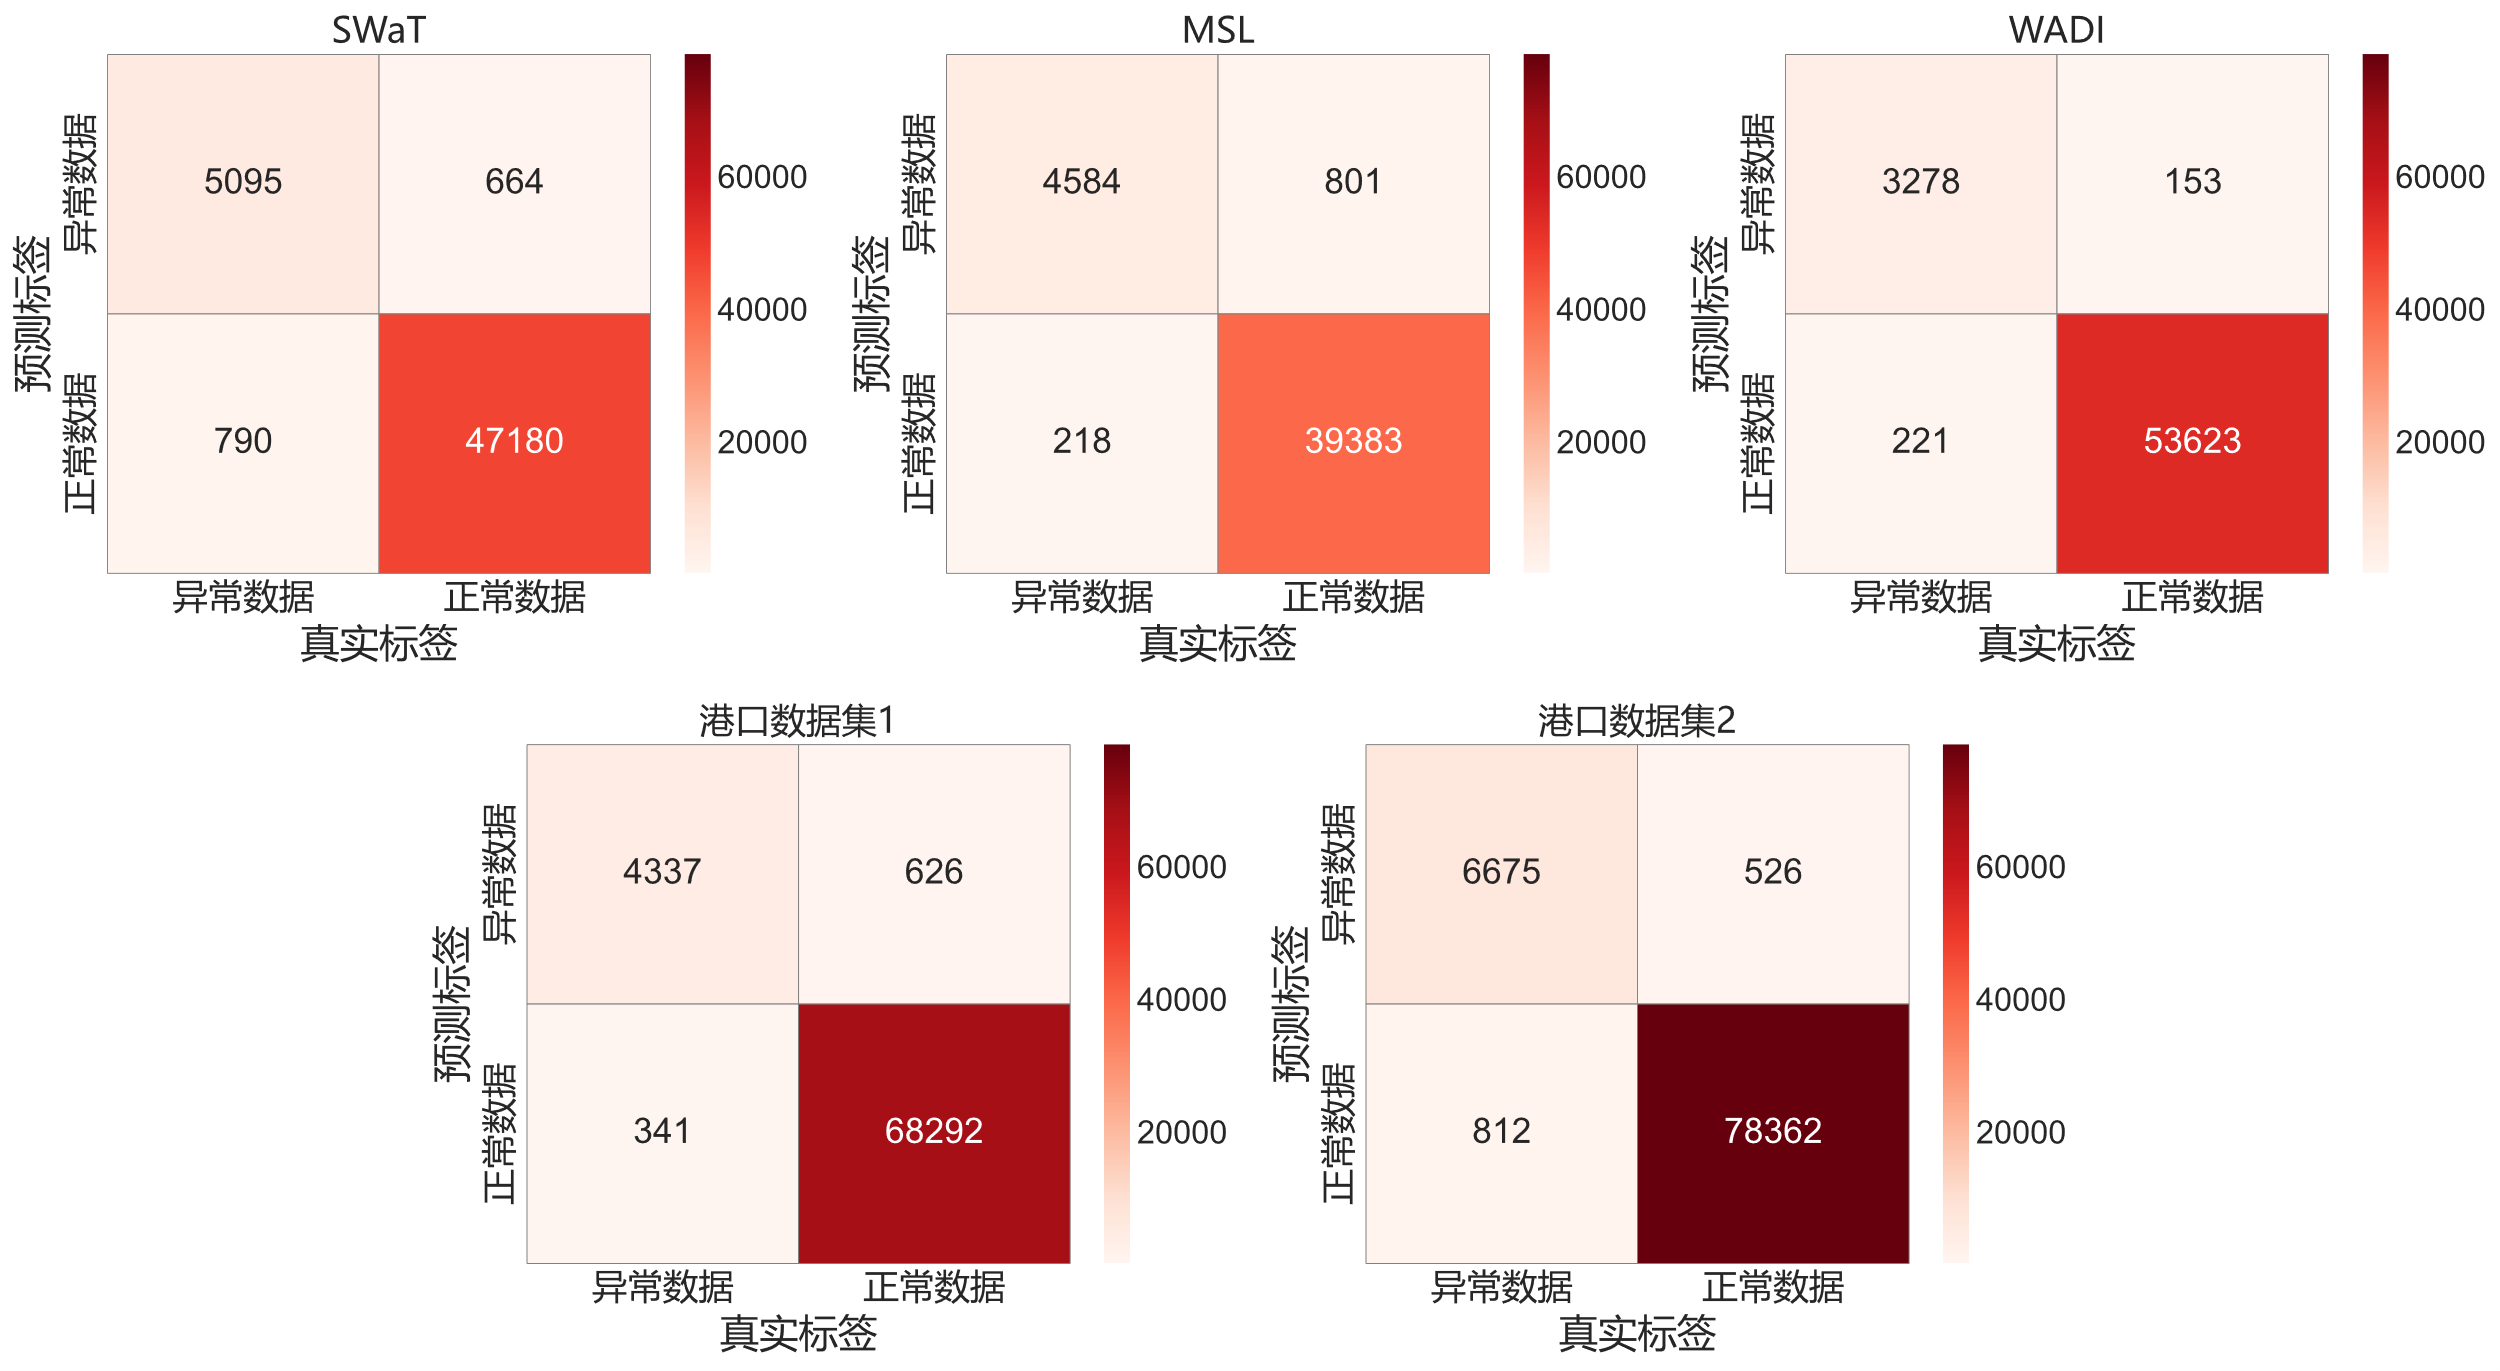 SWaT
异常数据
5095
664
正常数据
790
47180
预测标签
异常数据
正常数据
真实标签
60000
40000
20000
MSL
异常数据
4584
801
正常数据
218
39383
预测标签
异常数据
正常数据
真实标签
60000
40000
20000
WADI
异常数据
3278
153
正常数据
221
53623
预测标签
异常数据
正常数据
真实标签
60000
40000
20000
港口数据集1
异常数据
4337
626
正常数据
341
68292
预测标签
异常数据
正常数据
真实标签
60000
40000
20000
港口数据集2
异常数据
6675
526
正常数据
812
78362
预测标签
异常数据
正常数据
真实标签
60000
40000
20000